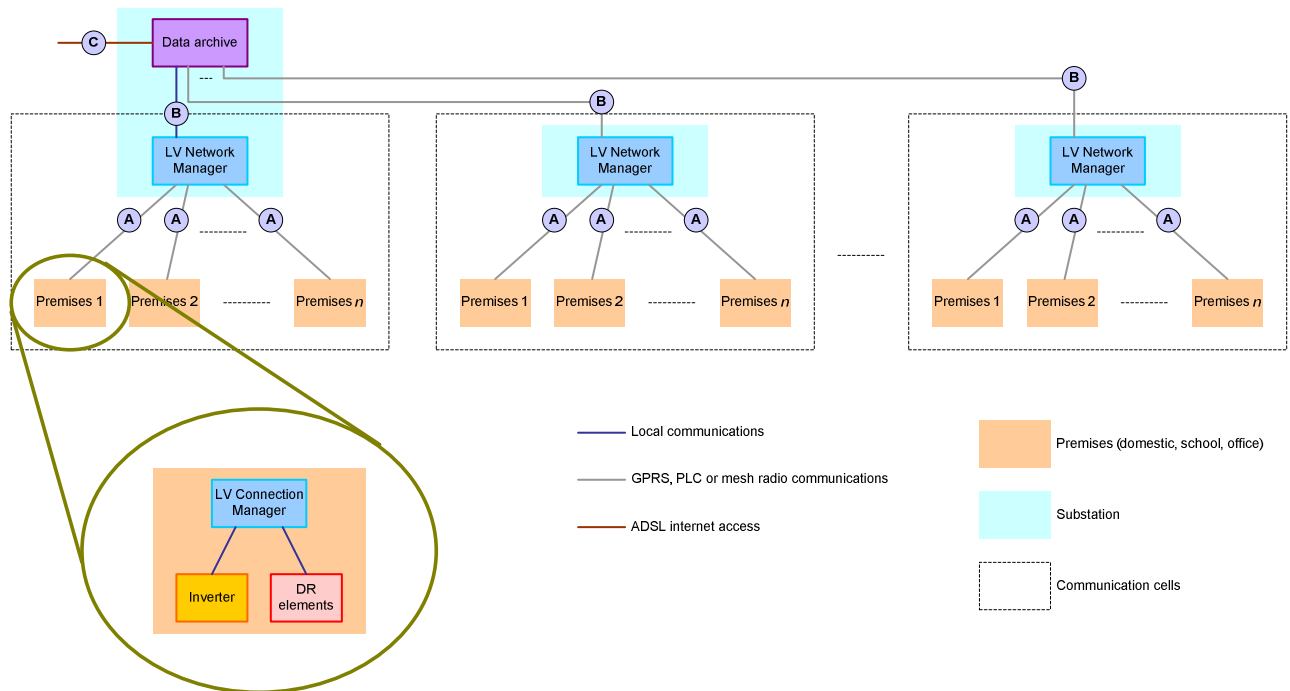 C
Data archive
B
B
B
LV Network
Manager
LV Network
Manager
LV Network
Manager
A
A
A
A
A
A
A
A
A
Premises 1
Premises 2
Premises n
Premises 1
Premises 2
Premises n
Premises 1
Premises 2
Premises n
LV Connection
Manager
Inverter
DR
elements
Local communications
GPRS, PLC or mesh radio communications
ADSL internet access
Premises (domestic, school, office)
Substation
Communication cells